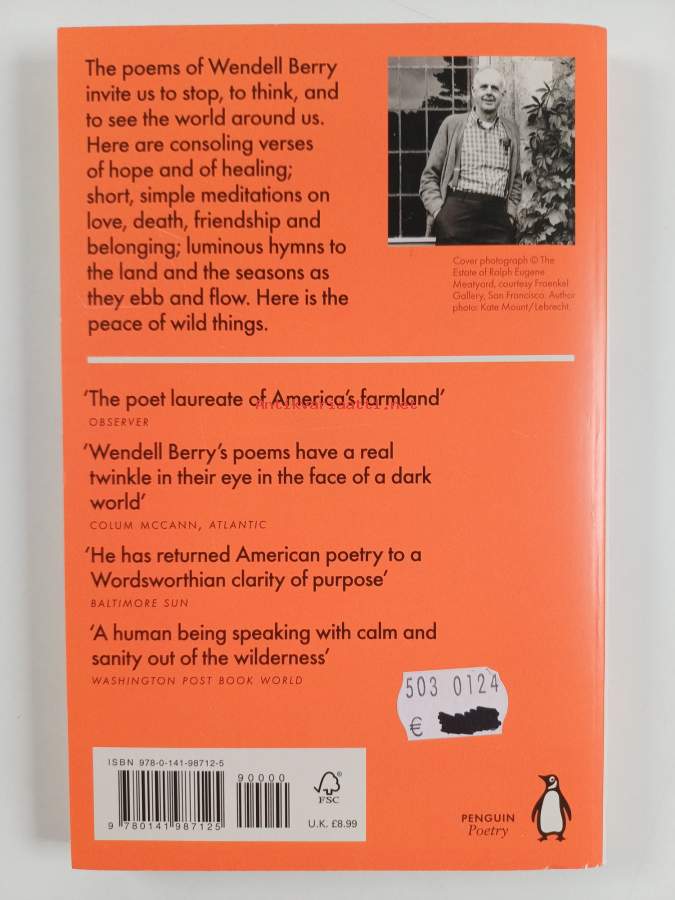 The poems of Wendell Berry
invite us to stop, to think, and
to see the world around us.
Here are consoling verses
of hope and of healing;
short, simple meditations on
love, death, friendship and
belonging; luminous hymns to
the land and the seasons as
they ebb and flow. Here is the
peace of wild things.
Cover photograph © The
Estate of Ralph Eugene
Meatyard, courtesy Fraenkel
Gallery, San Francisco. Author
photo: Kate Mount/Lebrecht.
‘The poet laureate of America’s farmland’
Antikvariaatti.net
OBSERVER
‘Wendell Berry’s poems have a real
twinkle in their eye in the face of a dark
world’
COLUM MCCANN, ATLANTIC
‘He has returned American poetry to a
Wordsworthian clarity of purpose’
BALTIMORE SUN
‘A human being speaking with calm and
sanity out of the wilderness’
WASHINGTON POST BOOK WORLD
503 0124
€
ISBN 978-0-141-98712-5
90000
9 780141 987125
FSC
U.K. £8.99
PENGUIN
Poetry